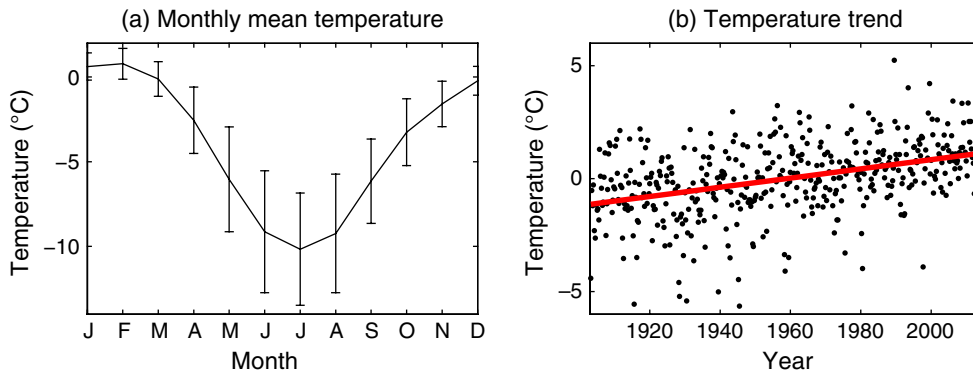 (a) Monthly mean temperature
0
−5
−10
Temperature (°C)
J F M A M J J A S O N D
Month
(b) Temperature trend
5
0
−5
Temperature (°C)
1920 1940 1960 1980 2000
Year